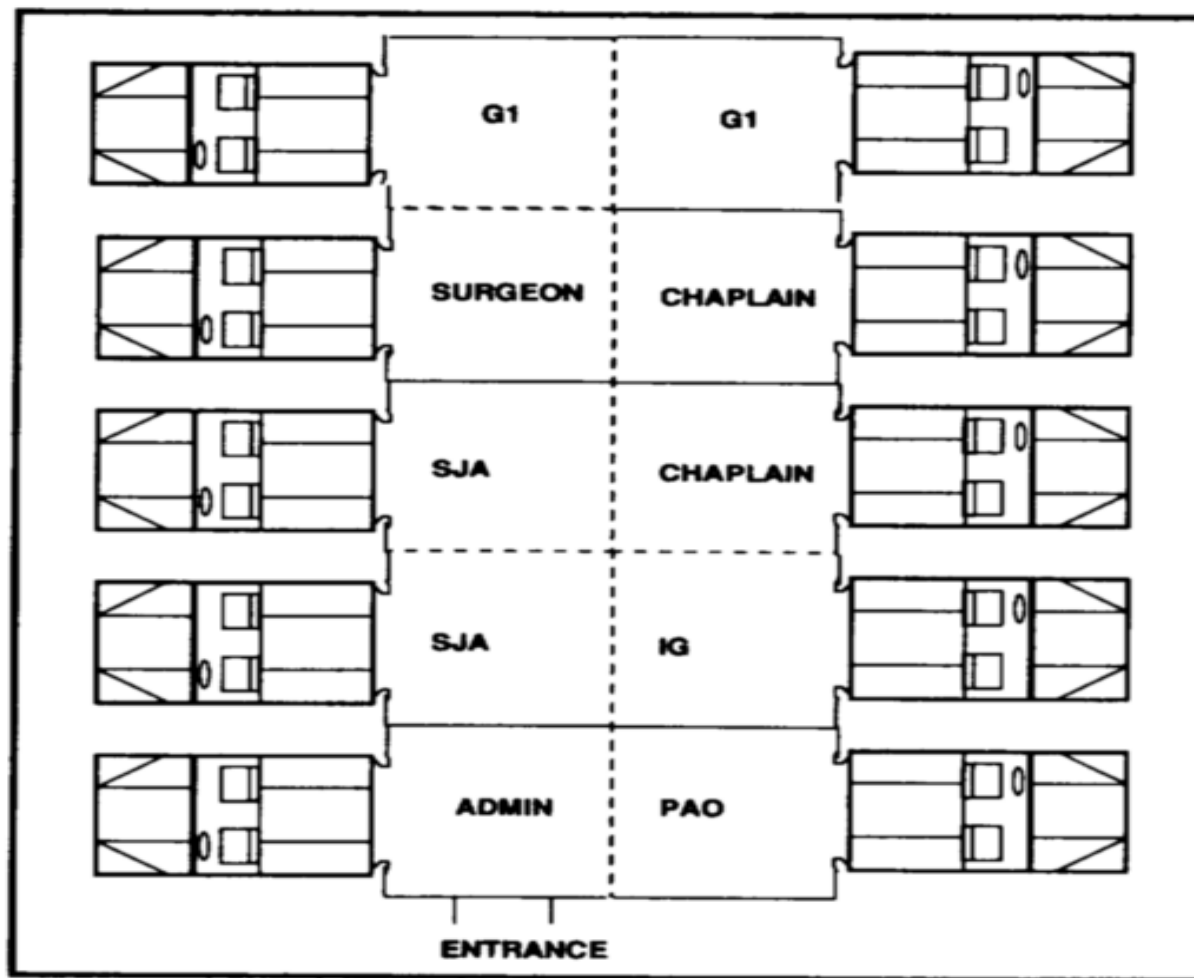 G1 G1
SURGEON CHAPLAIN
SJA CHAPLAIN
SJA IG
ADMIN PAO
ENTRANCE